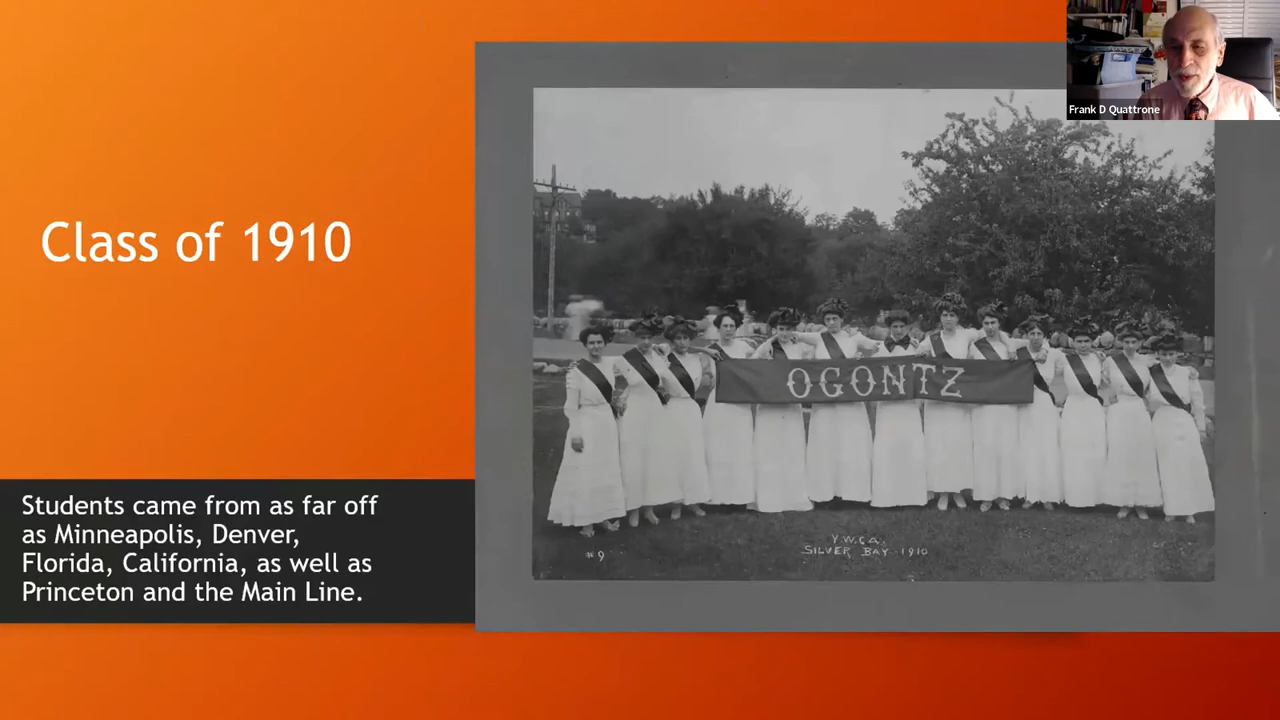 Frank D Quattrone
Class of 1910
OGONTZ
Students came from as far off
as Minneapolis, Denver,
Florida, California, as well as
Princeton and the Main Line.
#9
Y.W.C.A.
SILVER BAY-1910